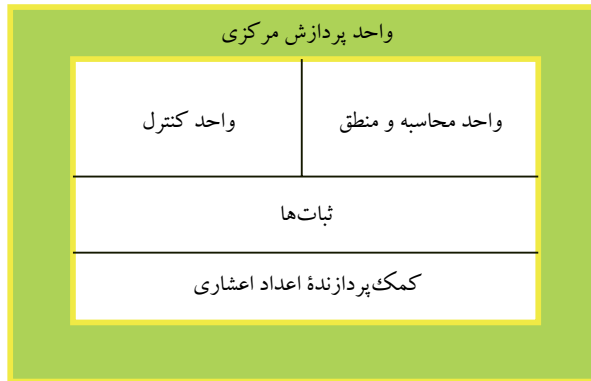 واحد پردازش مرکزی
واحد محاسبه و منطق
واحد کنترل
ثبات‌ها
کمک‌پردازندهٔ اعداد اعشاری